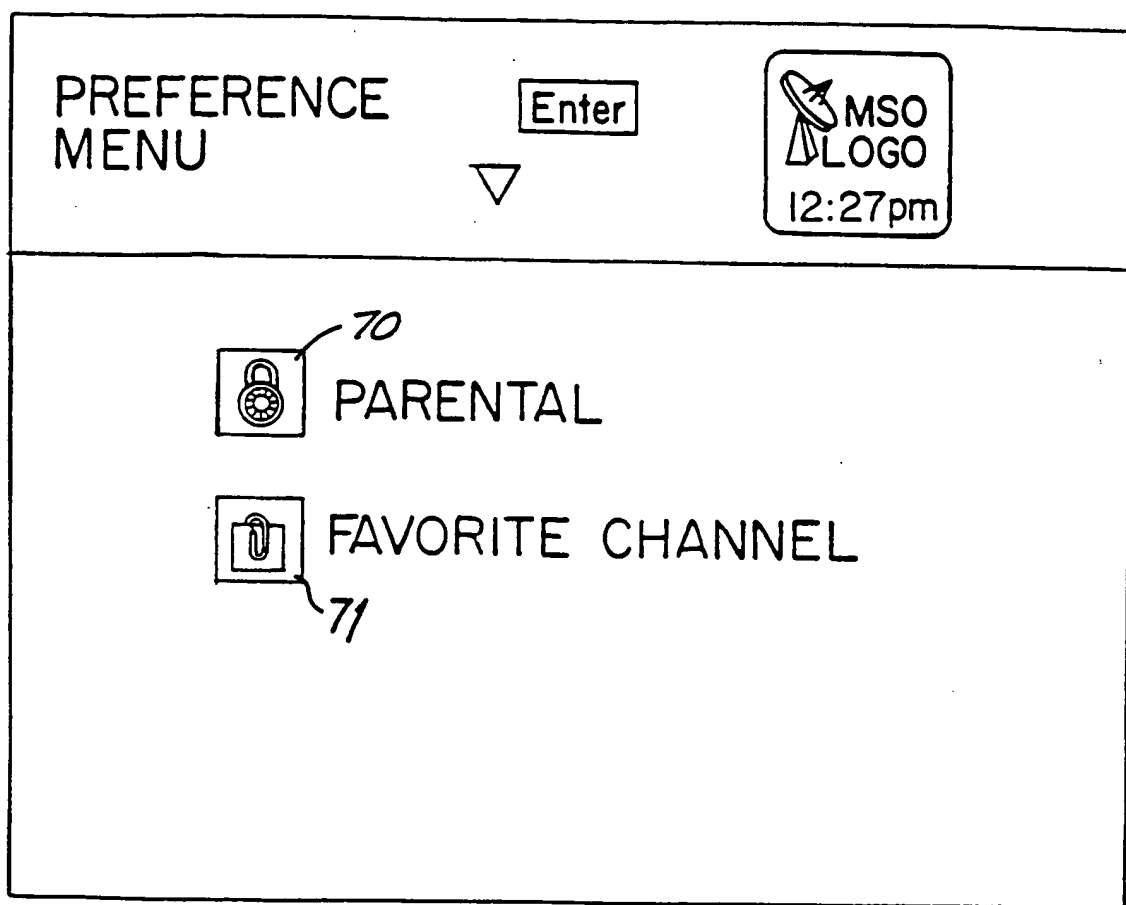 PREFERENCE
MENU
Enter
MSO
LOGO
12:27pm
70
PARENTAL
FAVORITE CHANNEL
71